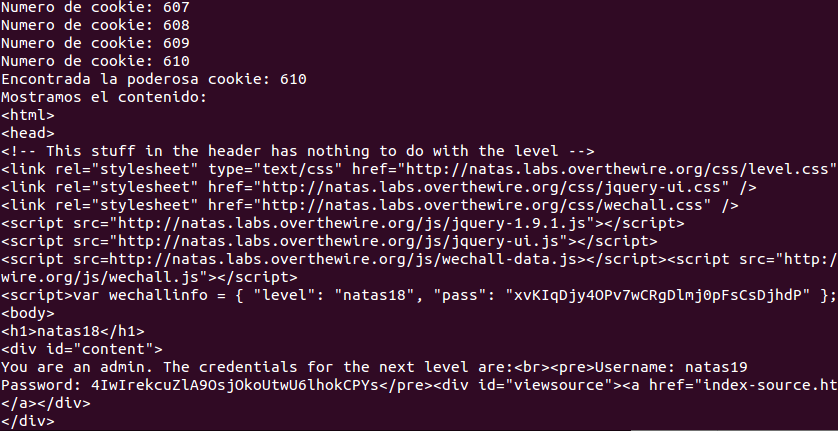 Numero de cookie: 607
Numero de cookie: 608
Numero de cookie: 609
Numero de cookie: 610
Encontrada la poderosa cookie: 610
Mostramos el contenido:
<html>
<head>
<!-- This stuff in the header has nothing to do with the level -->
<link rel="stylesheet" type="text/css" href="http://natas.labs.overthewire.org/css/level.css"
<link rel="stylesheet" href="http://natas.labs.overthewire.org/css/jquery-ui.css" />
<link rel="stylesheet" href="http://natas.labs.overthewire.org/css/wechall.css" />
<script src="http://natas.labs.overthewire.org/js/jquery-1.9.1.js"></script>
<script src="http://natas.labs.overthewire.org/js/jquery-ui.js"></script>
<script src=http://natas.labs.overthewire.org/js/wechall-data.js></script><script src="http:/
wire.org/js/wechall.js"></script>
<script>var wechallinfo = { "level": "natas18", "pass": "xvKIqDjy4OPv7wCRgDlmj0pFsCsDjhdP" };
<body>
<h1>natas18</h1>
<div id="content">
You are an admin. The credentials for the next level are:<br><pre>Username: natas19
Password: 4IwIrekcuZlA9OsjOkoUtwU6lhokCPYs</pre><div id="viewsource"><a href="index-source.ht
</a></div>
</div>